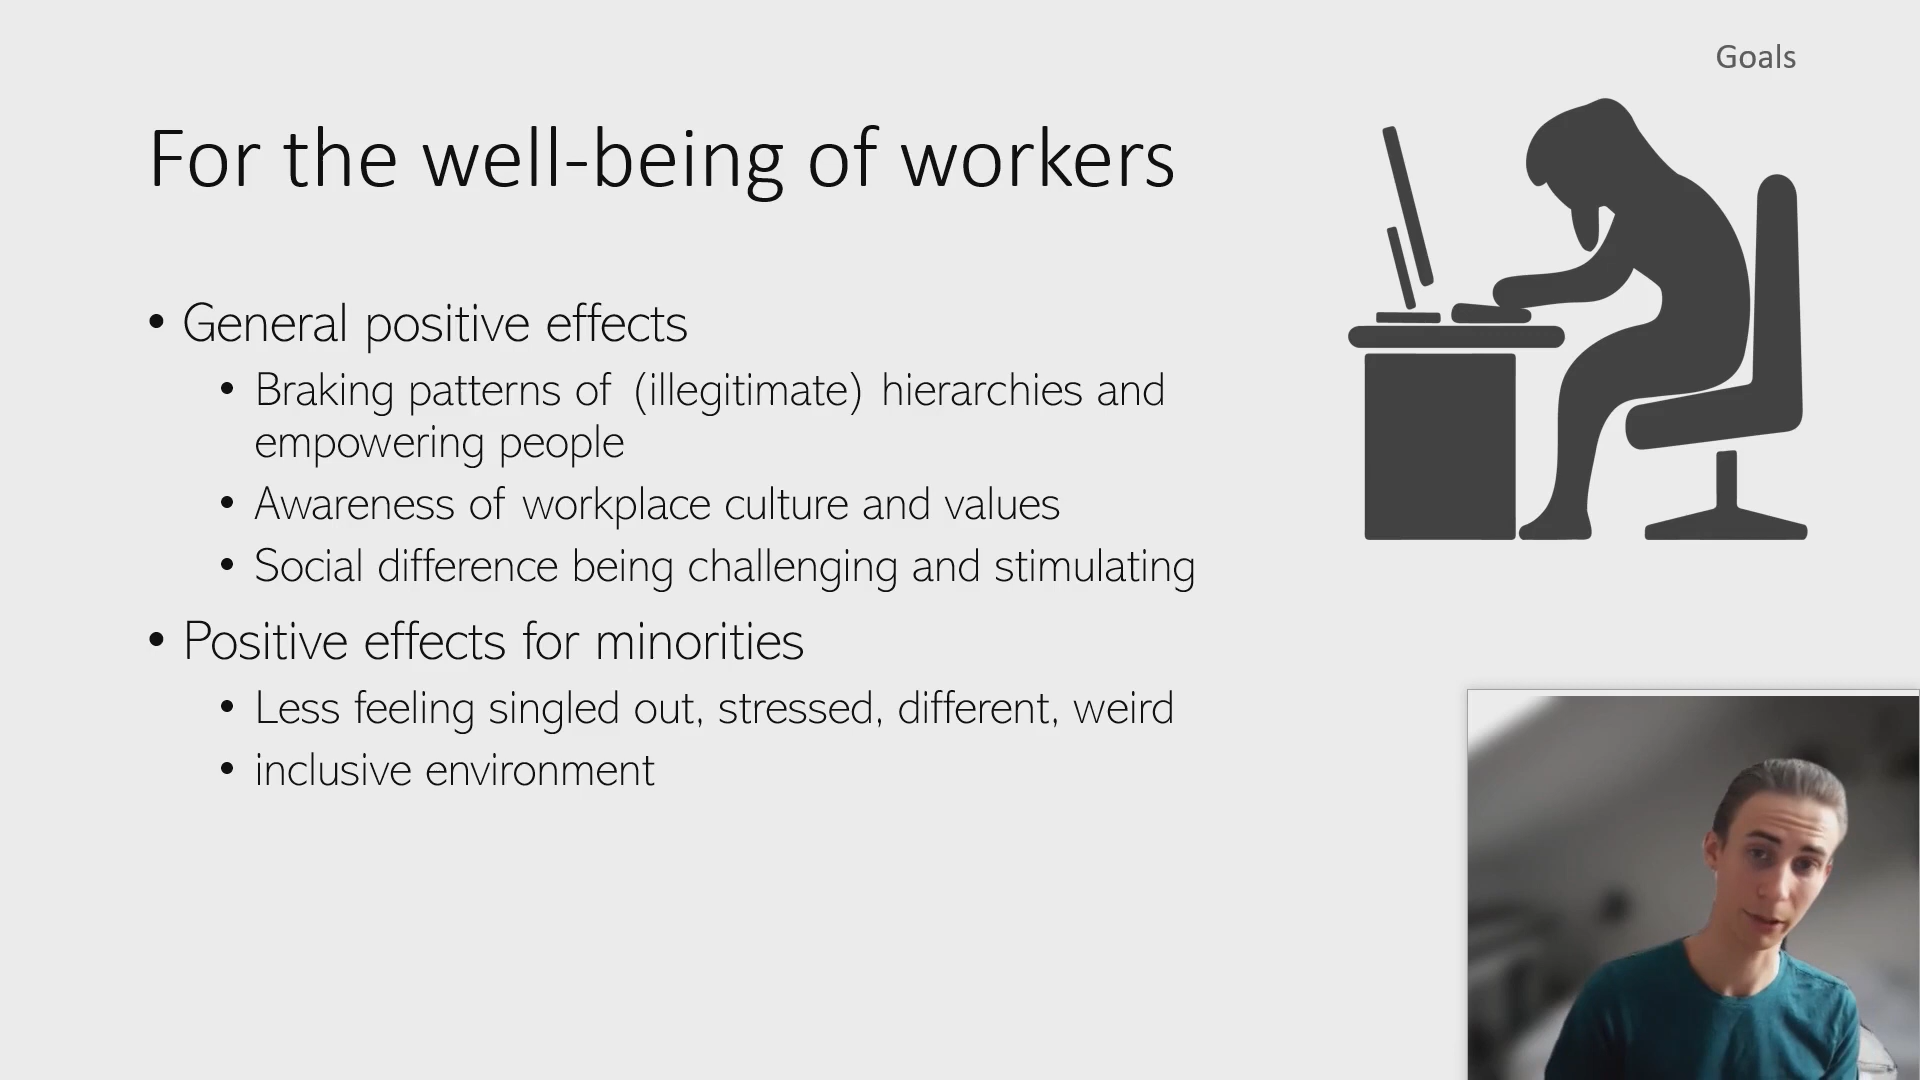 Goals
For the well-being of workers
• General positive effects
• Braking patterns of (illegitimate) hierarchies and
empowering people
• Awareness of workplace culture and values
• Social difference being challenging and stimulating
• Positive effects for minorities
• Less feeling singled out, stressed, different, weird
• inclusive environment